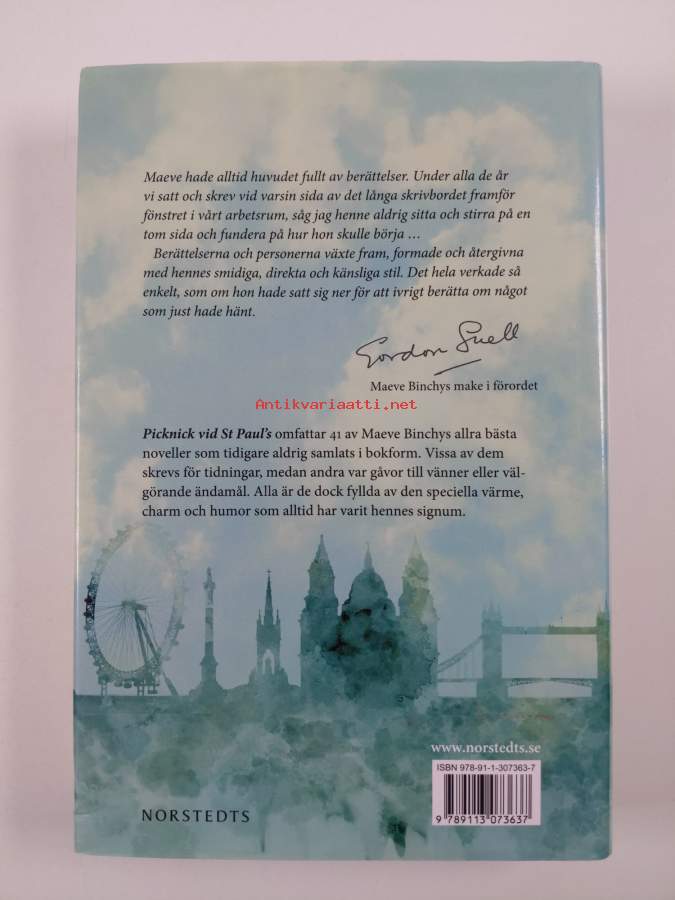 Maeve hade alltid huvudet fullt av berättelser. Under alla de år
vi satt och skrev vid varsin sida av det långa skrivbordet framför
fönstret i vårt arbetsrum, såg jag henne aldrig sitta och stirra på en
tom sida och fundera på hur hon skulle börja …
Berättelserna och personerna växte fram, formade och återgivna
med hennes smidiga, direkta och känsliga stil. Det hela verkade så
enkelt, som om hon hade satt sig ner för att ivrigt berätta om något
som just hade hänt.
Gordon Snell
Maeve Binchys make i förordet
Antikvariaatti.net
Picknick vid St Paul's omfattar 41 av Maeve Binchys allra bästa
noveller som tidigare aldrig samlats i bokform. Vissa av dem
skrevs för tidningar, medan andra var gåvor till vänner eller väl-
görande ändamål. Alla är de dock fyllda av den speciella värme,
charm och humor som alltid har varit hennes signum.
www.norstedts.se
ISBN 978-91-1-307363-7
NORSTEDTS
9 789113 073637